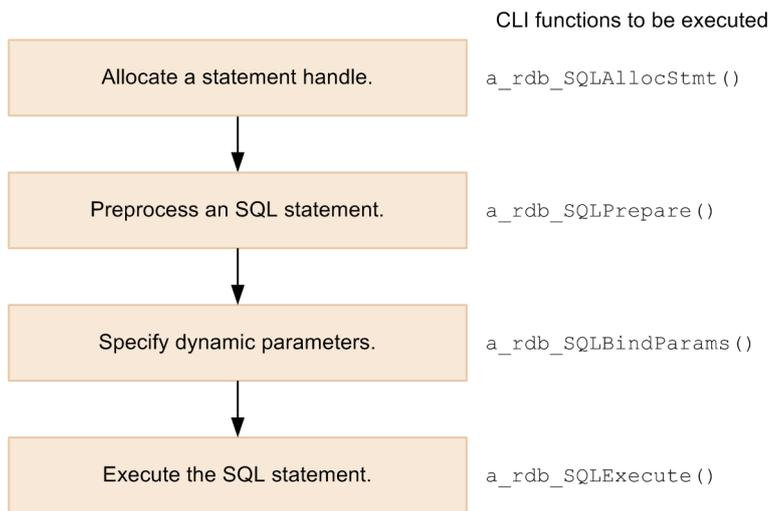 CLI functions to be executed
Allocate a statement handle.
a_rdb_SQLAllocStmt()
Preprocess an SQL statement.
a_rdb_SQLPrepare()
Specify dynamic parameters.
a_rdb_SQLBindParams()
Execute the SQL statement.
a_rdb_SQLExecute()